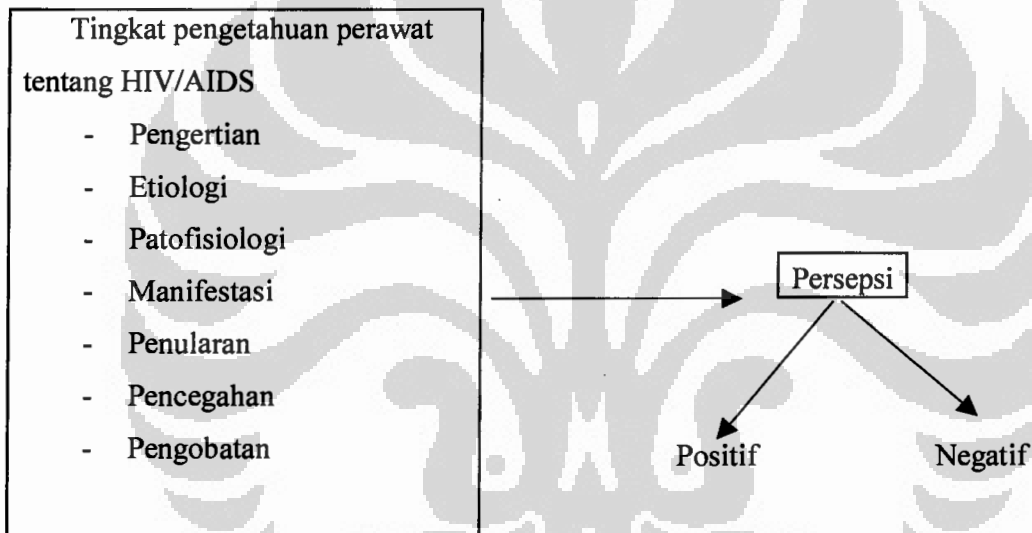 Tingkat pengetahuan perawat
tentang HIV/AIDS
- Pengertian
- Etiologi
- Patofisiologi
- Manifestasi
- Penularan
- Pencegahan
- Pengobatan
Persepsi
Positif
Negatif